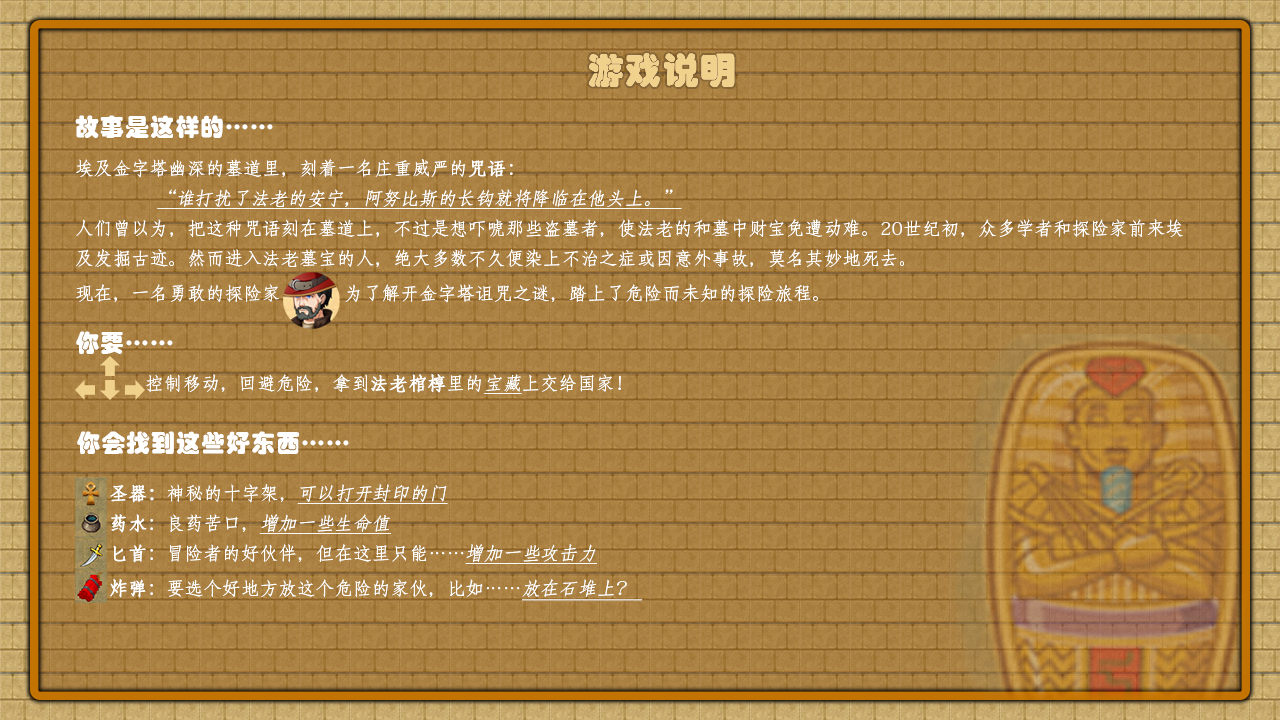 游戏说明
故事是这样的……
埃及金字塔幽深的墓道里，刻着一名庄重威严的咒语：
“谁打扰了法老的安宁，阿努比斯的长钩就将降临在他头上。”
人们曾以为，把这种咒语刻在墓道上，不过是想吓唬那些盗墓者，使法老的和墓中财宝免遭动难。20世纪初，众多学者和探险家前来埃
及发掘古迹。然而进入法老墓宝的人，绝大多数不久便染上不治之症或因意外事故，莫名其妙地死去。
现在，一名勇敢的探险家为了解开金字塔诅咒之谜，踏上了危险而未知的探险旅程。
你要……
控制移动，回避危险，拿到法老棺椁里的宝藏上交给国家！
你会找到这些好东西……
圣器：神秘的十字架，可以打开封印的门
药水：良药苦口，增加一些生命值
匕首：冒险者的好伙伴，但在这里只能……增加一些攻击力
炸弹：要选个好地方放这个危险的家伙，比如……放在石堆上？